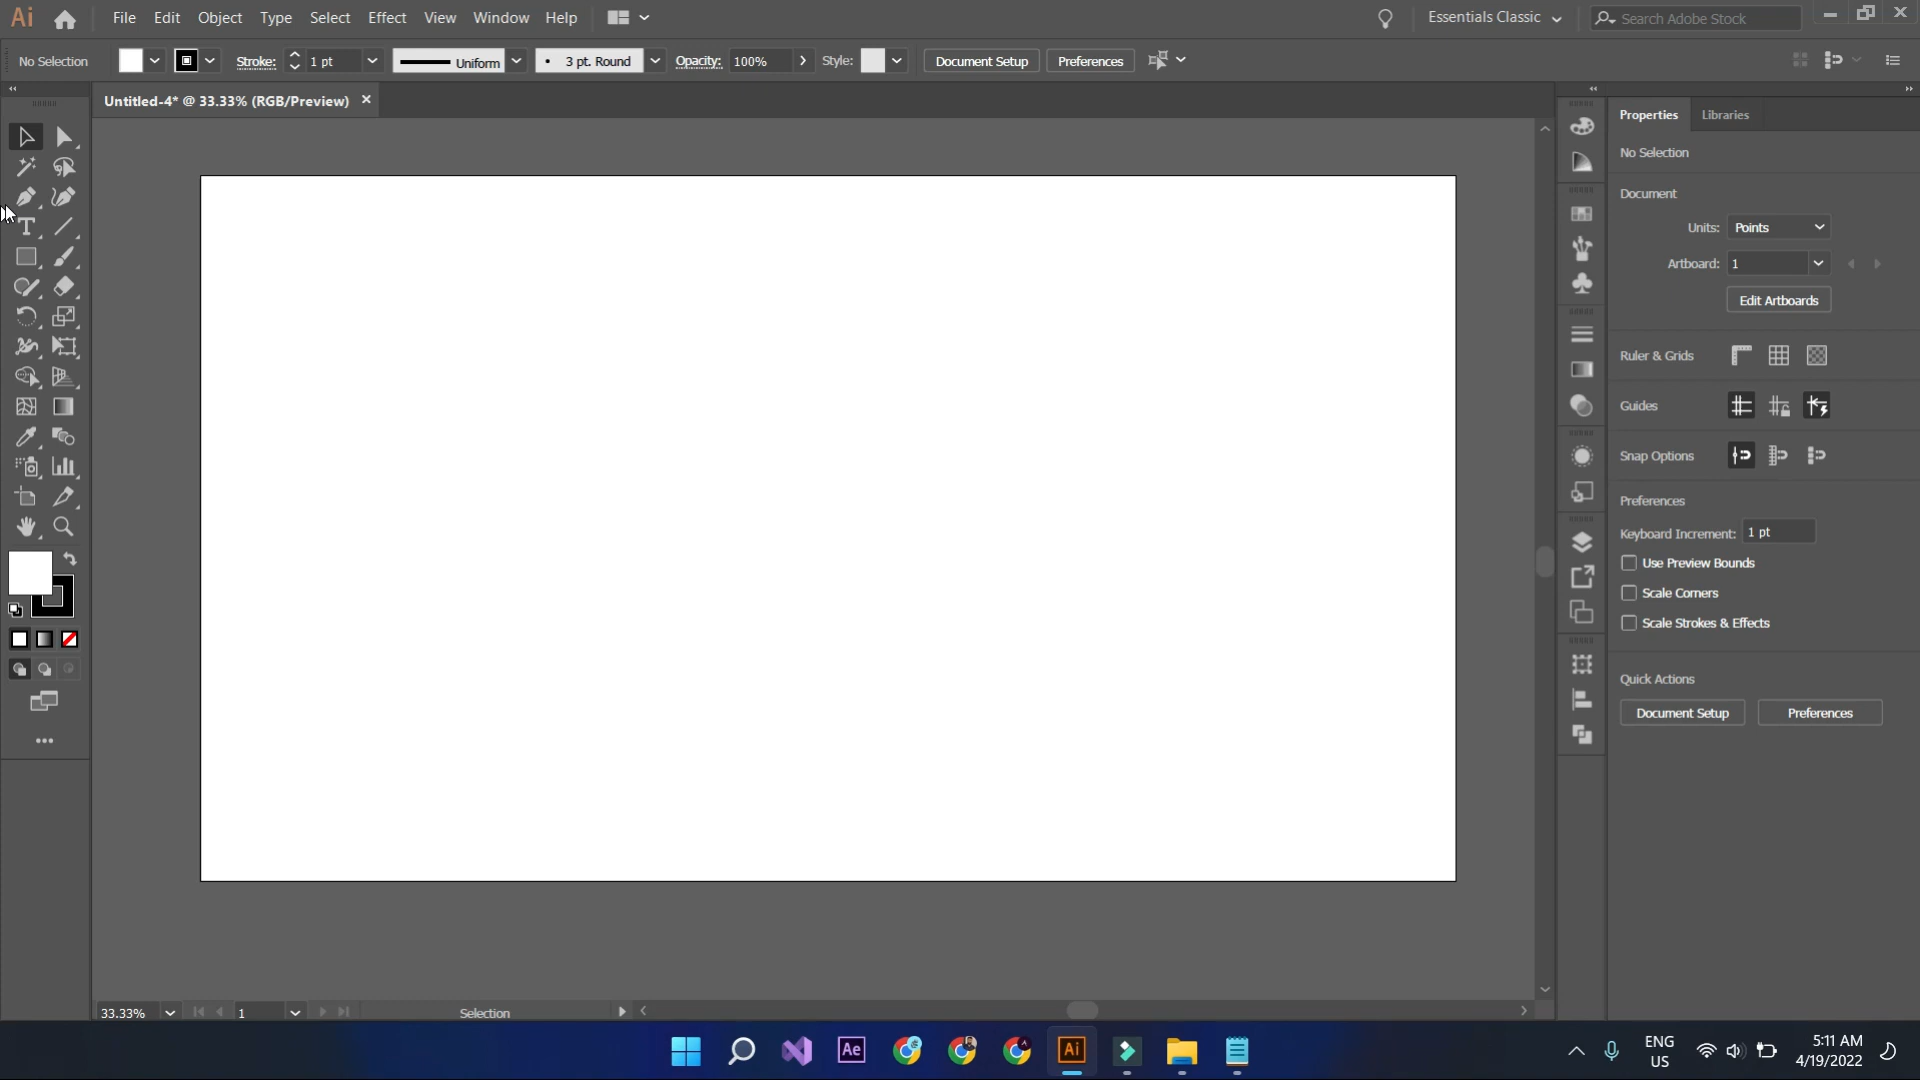 Ai File Edit Object Type Select Effect View Window Help Essentials Classic Search Adobe Stock
No Selection Stroke: 1 pt Uniform 3 pt. Round Opacity: 100% Style: Document Setup Preferences
Untitled-4* @ 33.33% (RGB/Preview)
Properties Libraries
No Selection
Document
Units: Points
Artboard: 1
Edit Artboards
Ruler & Grids
Guides
Snap Options
Preferences
Keyboard Increment: 1 pt
Use Preview Bounds
Scale Corners
Scale Strokes & Effects
Quick Actions
Document Setup Preferences
33.33% 1 Selection
Ae Ai
ENG
US
5:11 AM
4/19/2022